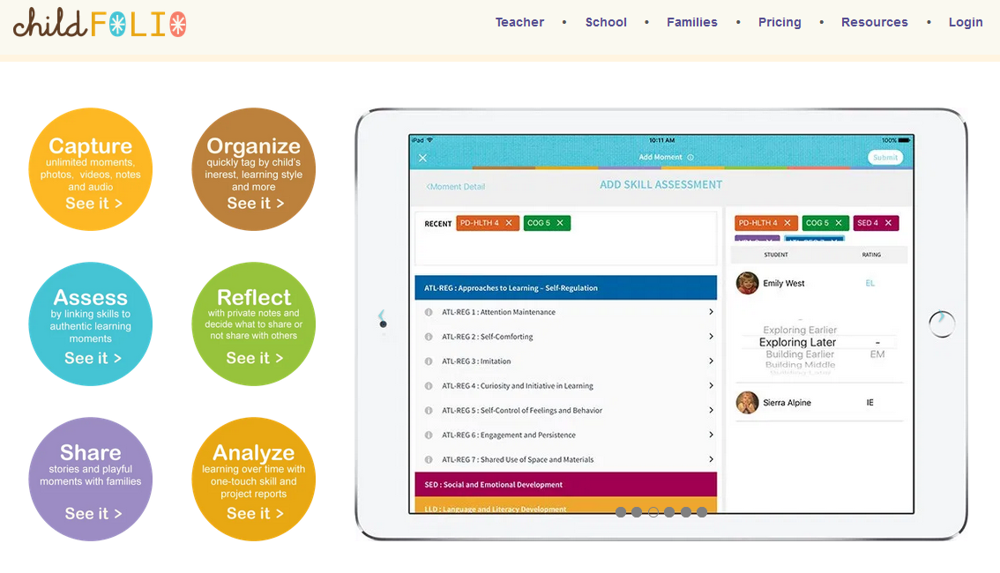 childFOLIO
Teacher • School • Families • Pricing • Resources • Login
Capture
unlimited moments,
photos, videos, notes
and audio
See it >
Organize
quickly tag by child's
inerest, learning style
and more
See it >
Assess
by linking skills to
authentic learning
moments
See it >
Reflect
with private notes and
decide what to share or
not share with others
See it >
Share
stories and playful
moments with families
See it >
Analyze
learning over time with
one-touch skill and
project reports
See it >
iPad 10:11 AM 100%
Add Moment
Submit
<Moment Detail
ADD SKILL ASSESSMENT
RECENT PD-HLTH 4 X COG 5 X
ATL-REG : Approaches to Learning – Self-Regulation
ATL-REG 1 : Attention Maintenance
ATL-REG 2 : Self-Comforting
ATL-REG 3 : Imitation
ATL-REG 4 : Curiosity and Initiative in Learning
ATL-REG 5 : Self-Control of Feelings and Behavior
ATL-REG 6 : Engagement and Persistence
ATL-REG 7 : Shared Use of Space and Materials
SED : Social and Emotional Development
LLD : Language and Literacy Development
PD-HLTH 4 X COG 5 X SED 4 X
STUDENT RATING
Emily West EL
Exploring Earlier
Exploring Later -
Building Earlier EM
Building Middle
Building Later
Sierra Alpine IE